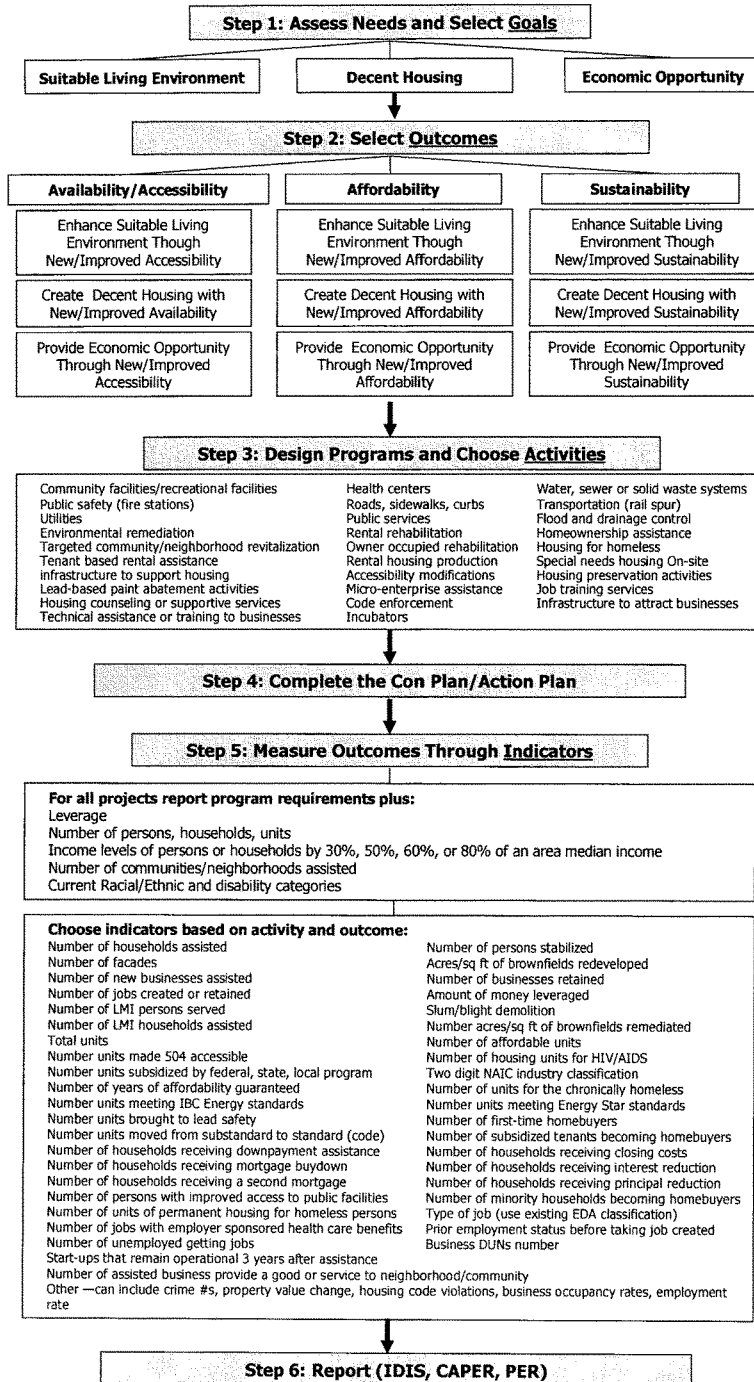 Step 1: Assess Needs and Select Goals
Suitable Living Environment
Decent Housing
Economic Opportunity
Step 2: Select Outcomes
Availability/Accessibility
Affordability
Sustainability
Enhance Suitable Living
Environment Though
New/Improved Accessibility
Enhance Suitable Living
Environment Though
New/Improved Affordability
Enhance Suitable Living
Environment Though
New/Improved Sustainability
Create Decent Housing with
New/Improved Availability
Create Decent Housing with
New/Improved Affordability
Create Decent Housing with
New/Improved Sustainability
Provide Economic Opportunity
Through New/Improved
Accessibility
Provide Economic Opportunity
Through New/Improved
Affordability
Provide Economic Opportunity
Through New/Improved
Sustainability
Step 3: Design Programs and Choose Activities
Community facilities/recreational facilities
Public safety (fire stations)
Utilities
Environmental remediation
Targeted community/neighborhood revitalization
Tenant based rental assistance
infrastructure to support housing
Lead-based paint abatement activities
Housing counseling or supportive services
Technical assistance or training to businesses
Health centers
Roads, sidewalks, curbs
Public services
Rental rehabilitation
Owner occupied rehabilitation
Rental housing production
Accessibility modifications
Micro-enterprise assistance
Code enforcement
Incubators
Water, sewer or solid waste systems
Transportation (rail spur)
Flood and drainage control
Homeownership assistance
Housing for homeless
Special needs housing On-site
Housing preservation activities
Job training services
Infrastructure to attract businesses
Step 4: Complete the Con Plan/Action Plan
Step 5: Measure Outcomes Through Indicators
For all projects report program requirements plus:
Leverage
Number of persons, households, units
Income levels of persons or households by 30%, 50%, 60%, or 80% of an area median income
Number of communities/neighborhoods assisted
Current Racial/Ethnic and disability categories
Choose indicators based on activity and outcome:
Number of households assisted
Number of facades
Number of new businesses assisted
Number of jobs created or retained
Number of LMI persons served
Number of LMI households assisted
Total units
Number units made 504 accessible
Number units subsidized by federal, state, local program
Number of years of affordability guaranteed
Number units meeting IBC Energy standards
Number units brought to lead safety
Number units moved from substandard to standard (code)
Number of households receiving downpayment assistance
Number of households receiving mortgage buydown
Number of households receiving a second mortgage
Number of persons with improved access to public facilities
Number of units of permanent housing for homeless persons
Number of jobs with employer sponsored health care benefits
Number of unemployed getting jobs
Start-ups that remain operational 3 years after assistance
Number of assisted business provide a good or service to neighborhood/community
Other —can include crime #s, property value change, housing code violations, business occupancy rates, employment
rate
Number of persons stabilized
Acres/sq ft of brownfields redeveloped
Number of businesses retained
Amount of money leveraged
Slum/blight demolition
Number acres/sq ft of brownfields remediated
Number of affordable units
Number of housing units for HIV/AIDS
Two digit NAIC industry classification
Number of units for the chronically homeless
Number units meeting Energy Star standards
Number of first-time homebuyers
Number of subsidized tenants becoming homebuyers
Number of households receiving closing costs
Number of households receiving interest reduction
Number of households receiving principal reduction
Number of minority households becoming homebuyers
Type of job (use existing EDA classification)
Prior employment status before taking job created
Business DUNs number
Step 6: Report (IDIS, CAPER, PER)